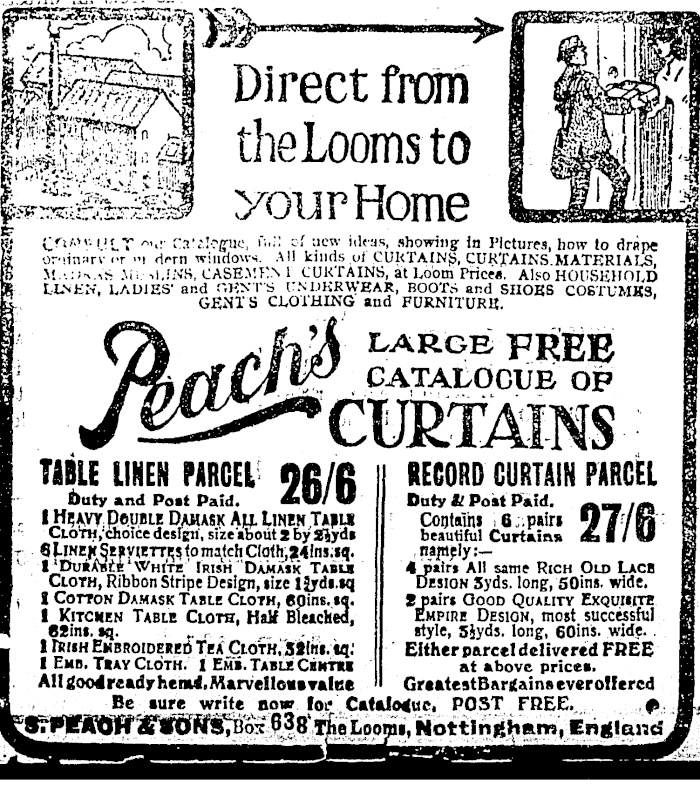 Direct from
the Looms to
your Home
CONSULT our Catalogue, full of new ideas, showing in Pictures, how to drape
ordinary or modern windows. All kinds of CURTAINS, CURTAINS MATERIALS,
MADRAS MUSLINS, CASEMENT CURTAINS, at Loom Prices. Also HOUSEHOLD
LINEN, LADIES' and GENT'S UNDERWEAR, BOOTS and SHOES COSTUMES,
GENT'S CLOTHING and FURNITURE.
Peach's LARGE FREE
CATALOGUE OF
CURTAINS
TABLE LINEN PARCEL 26/6
Duty and Post Paid.
1 HEAVY DOUBLE DAMASK ALL LINEN TABLE
CLOTH, choice design, size about 2 by 2½yds
6 LINEN SERVIETTES to match Cloth, 24ins. sq.
1 DURABLE WHITE IRISH DAMASK TABLE
CLOTH, Ribbon Stripe Design, size 1¾yds. sq
1 COTTON DAMASK TABLE CLOTH, 60ins. sq.
1 KITCHEN TABLE CLOTH, Half Bleached,
62ins. sq.
1 IRISH EMBROIDERED TEA CLOTH, 32ins. sq.
1 EMB. TRAY CLOTH. 1 EMB. TABLE CENTRE
All good ready hemd. Marvellous value
RECORD CURTAIN PARCEL
Duty & Post Paid. 27/6
Contains 6 pairs
beautiful Curtains
namely:—
4 pairs All same RICH OLD LACE
DESIGN 3yds. long, 50ins. wide.
2 pairs GOOD QUALITY EXQUISITE
EMPIRE DESIGN, most successful
style, 3½yds. long, 60ins. wide.
Either parcel delivered FREE
at above prices.
Greatest Bargains ever offered
Be sure write now for Catalogue, POST FREE.
S. PEACH & SONS, Box 638 The Looms, Nottingham, England